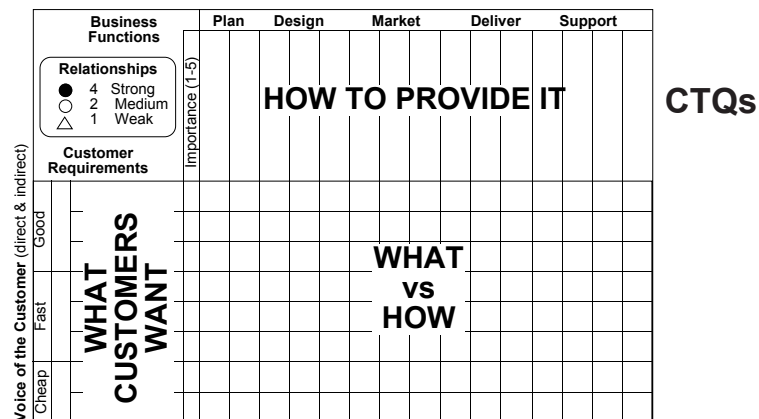 Business Functions
Plan Design Market Deliver Support
Relationships
4 Strong
2 Medium
1 Weak
Importance (1-5)
HOW TO PROVIDE IT
CTQs
Customer
Requirements
Voice of the Customer (direct & indirect)
Good
Fast
Cheap
WHAT
CUSTOMERS
WANT
WHAT
vs
HOW